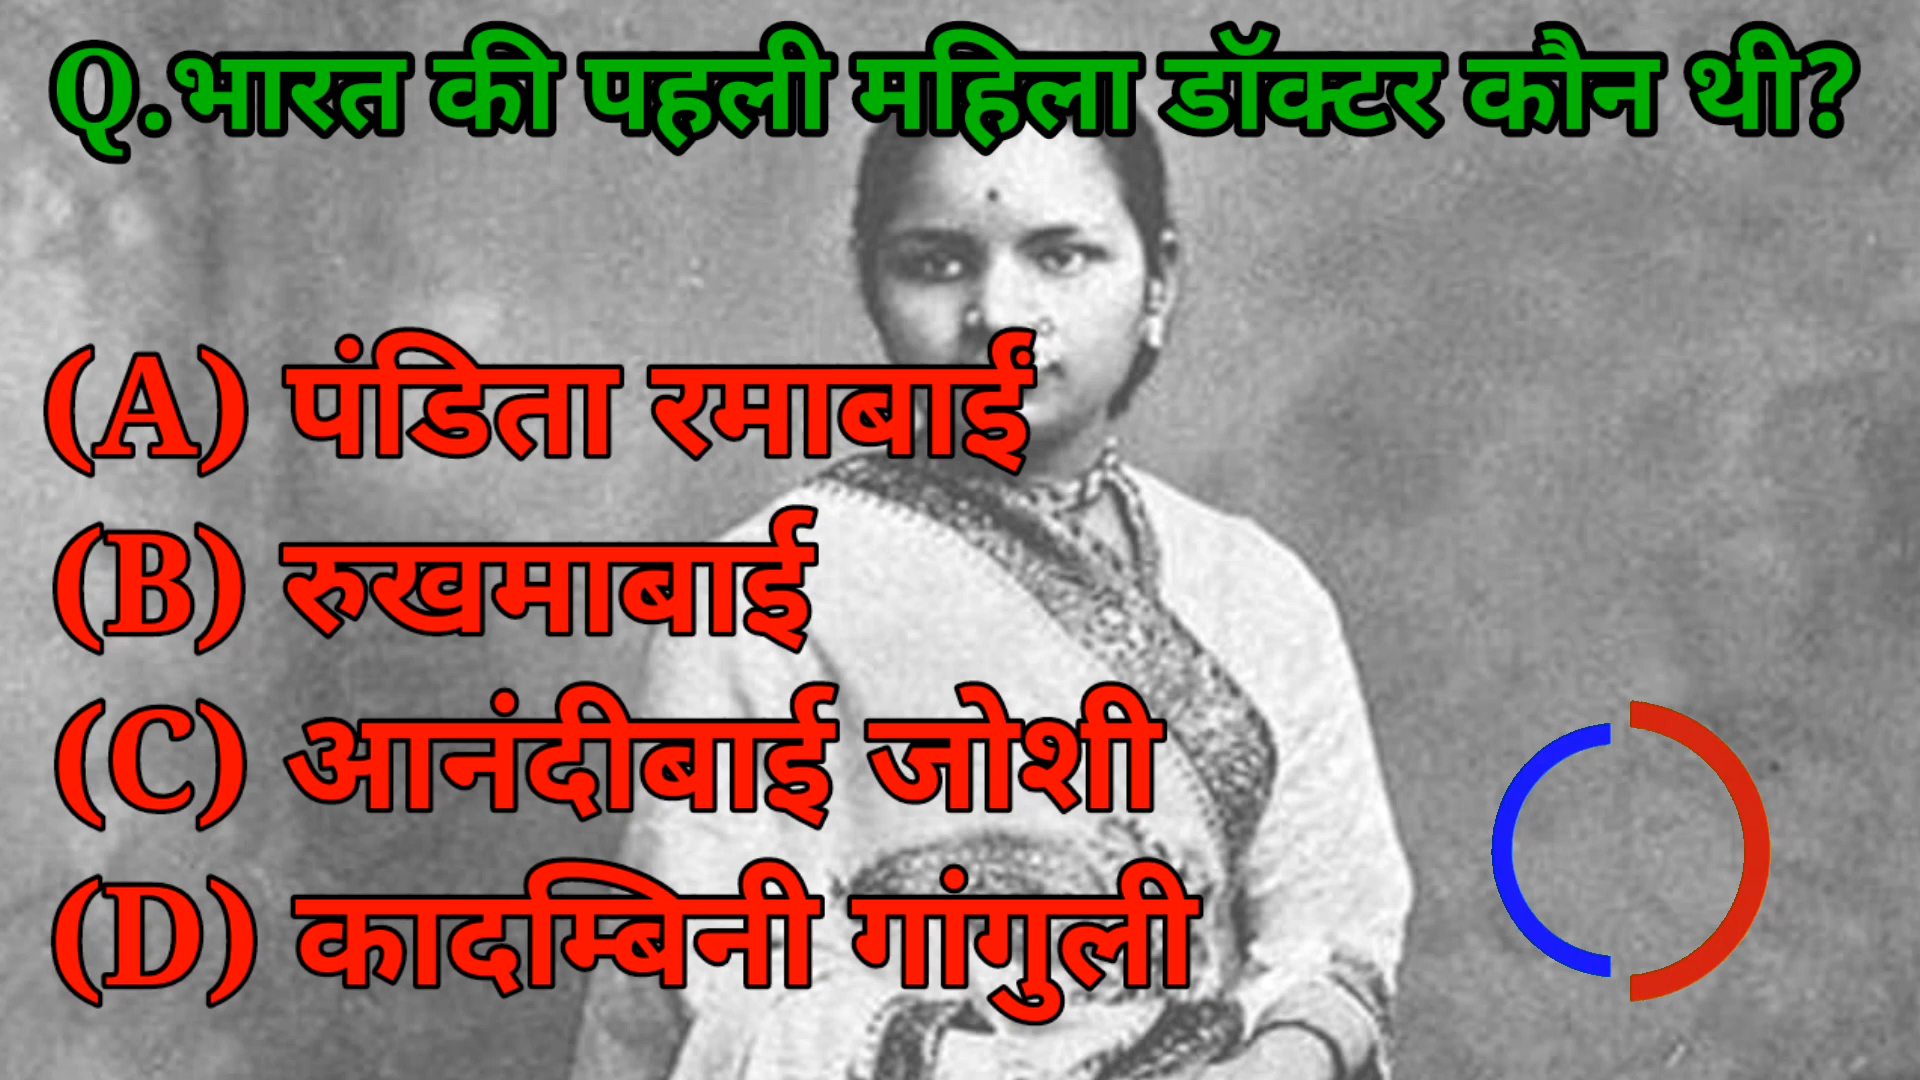 Q.भारत की पहली महिला डॉक्टर कौन थी?
(A) पंडिता रमाबाईं
(B) रुखमाबाई
(C) आनंदीबाई जोशी
(D) कादम्बिनी गांगुली